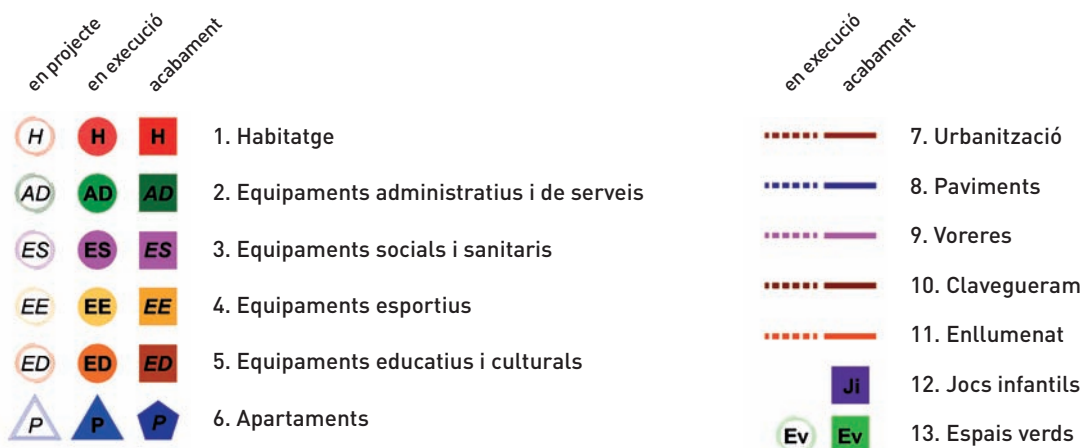 en projecte
en execució
acabament
H H H 1. Habitatge
AD AD AD 2. Equipaments administratius i de serveis
ES ES ES 3. Equipaments socials i sanitaris
EE EE EE 4. Equipaments esportius
ED ED ED 5. Equipaments educatius i culturals
P P P 6. Apartaments
en execució
acabament
7. Urbanització
8. Paviments
9. Voreres
10. Clavegueram
11. Enllumenat
Ji 12. Jocs infantils
Ev Ev 13. Espais verds